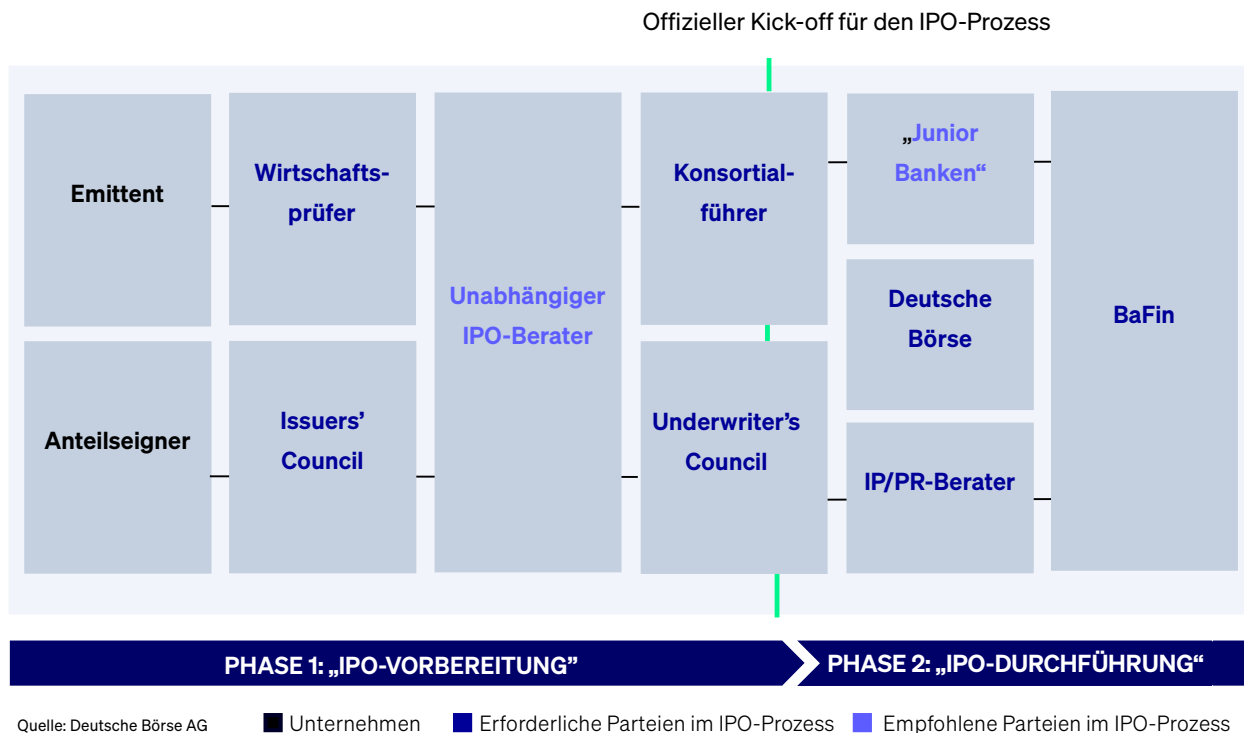 Offizieller Kick-off für den IPO-Prozess
Emittent
Wirtschafts-
prüfer
Unabhängiger
IPO-Berater
Konsortial-
führer
„Junior
Banken“
Deutsche
Börse
BaFin
Anteilseigner
Issuers’
Council
Underwriter’s
Council
IP/PR-Berater
PHASE 1: „IPO-VORBEREITUNG”
PHASE 2: „IPO-DURCHFÜHRUNG“
Quelle: Deutsche Börse AG
Unternehmen
Erforderliche Parteien im IPO-Prozess
Empfohlene Parteien im IPO-Prozess